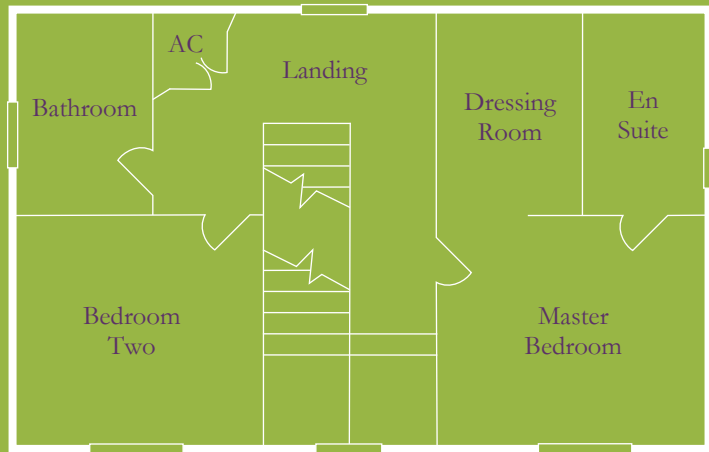 AC
Landing
Bathroom
Dressing
Room
En
Suite
Bedroom
Two
Master
Bedroom